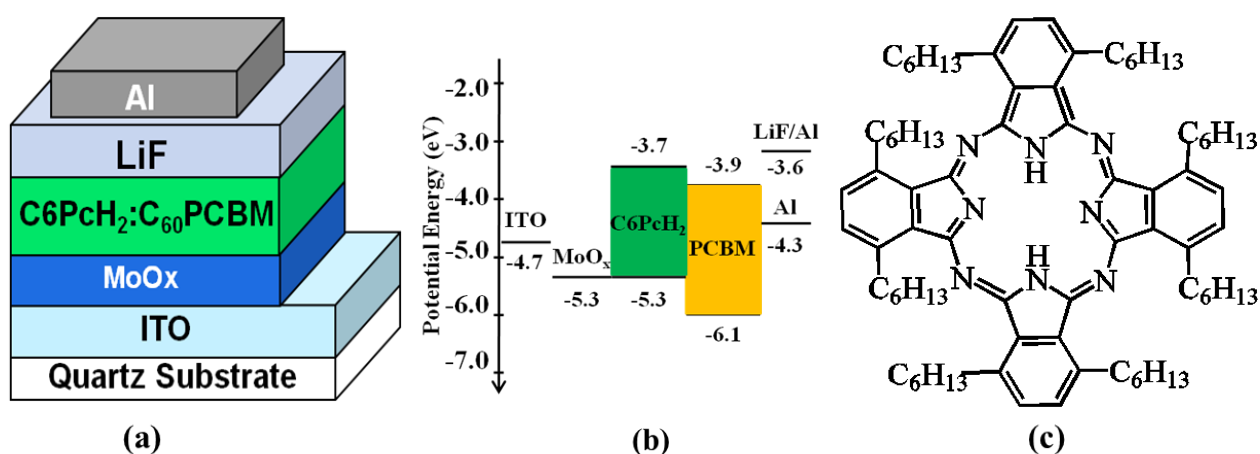 Al
LiF
C6PcH₂:C₆₀PCBM
MoOx
ITO
Quartz Substrate
(a)
Potential Energy (eV)
-2.0
-3.0
-4.0
-5.0
-6.0
-7.0
ITO
-4.7
MoOₓ
-5.3
-3.7
C6PcH₂
-5.3
-3.9
PCBM
-6.1
LiF/Al
-3.6
Al
-4.3
(b)
C₆H₁₃ C₆H₁₃
C₆H₁₃ C₆H₁₃
N N
N
H
N N
H
N
N N
C₆H₁₃ C₆H₁₃
C₆H₁₃ C₆H₁₃
(c)